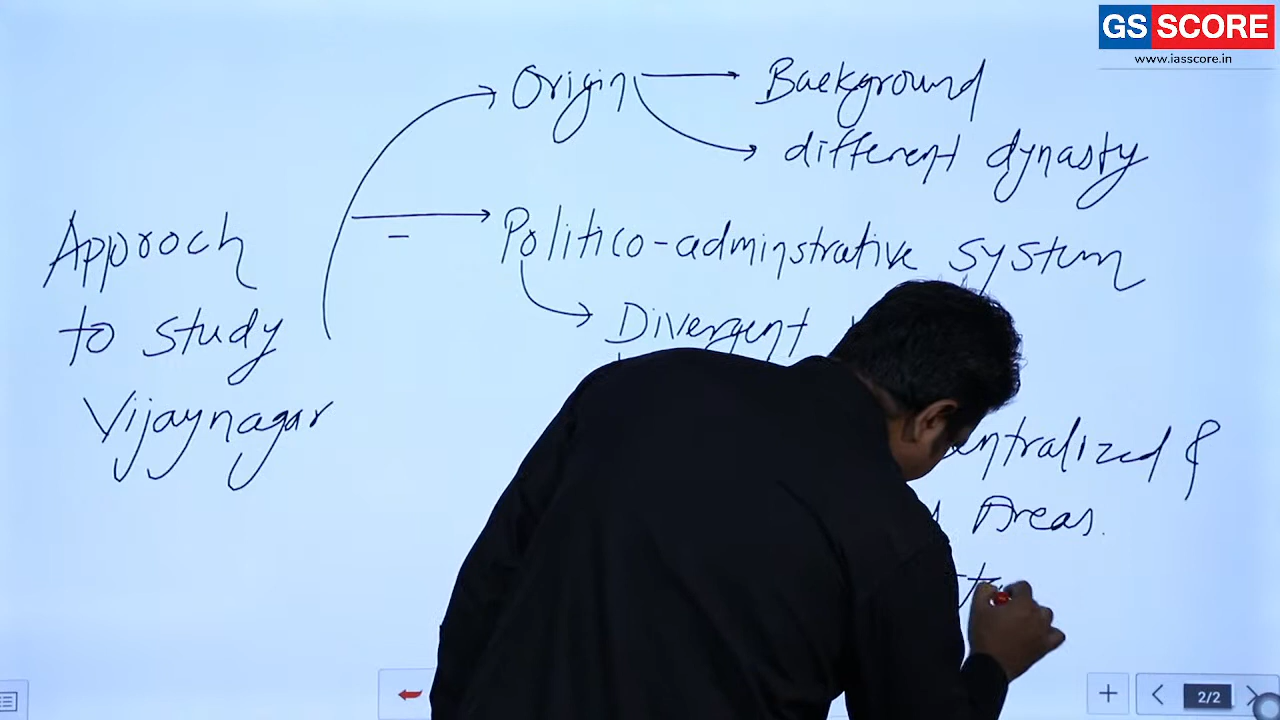 GS SCORE
www.iasscore.in
Origin
Background
different dynasty
Approch
to study
Vijaynagar
Politico-adminstrative system
Divergent
Areas.
2/2